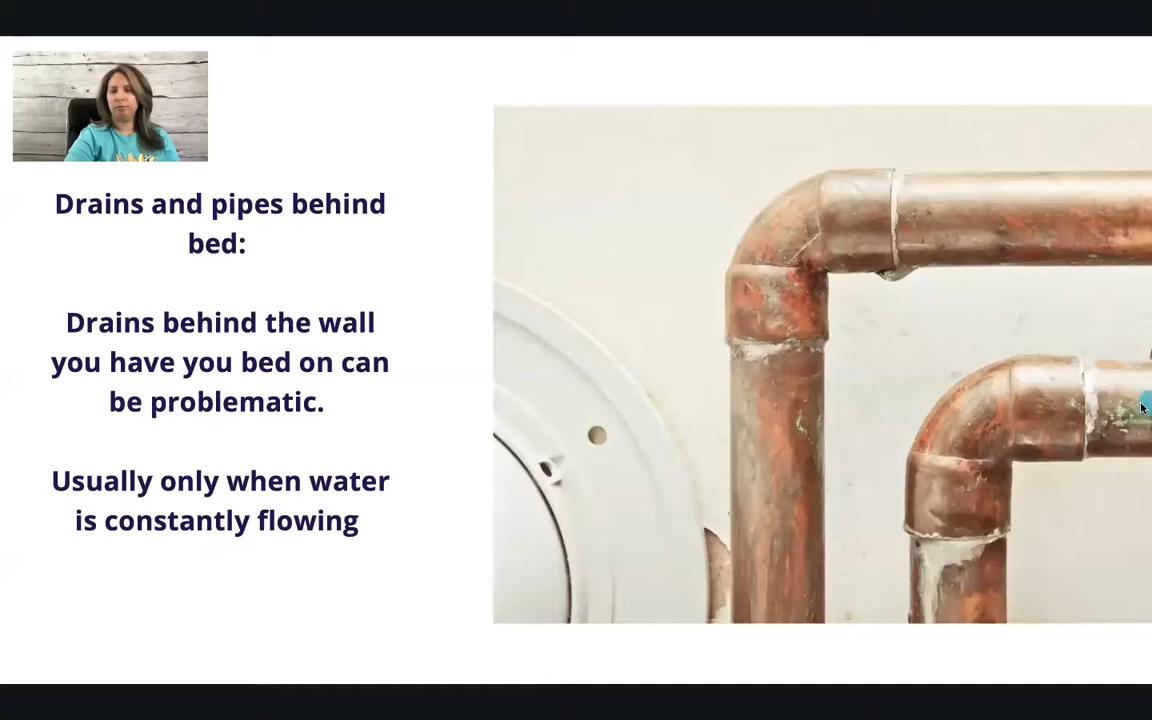 Drains and pipes behind
bed:
Drains behind the wall
you have you bed on can
be problematic.
Usually only when water
is constantly flowing